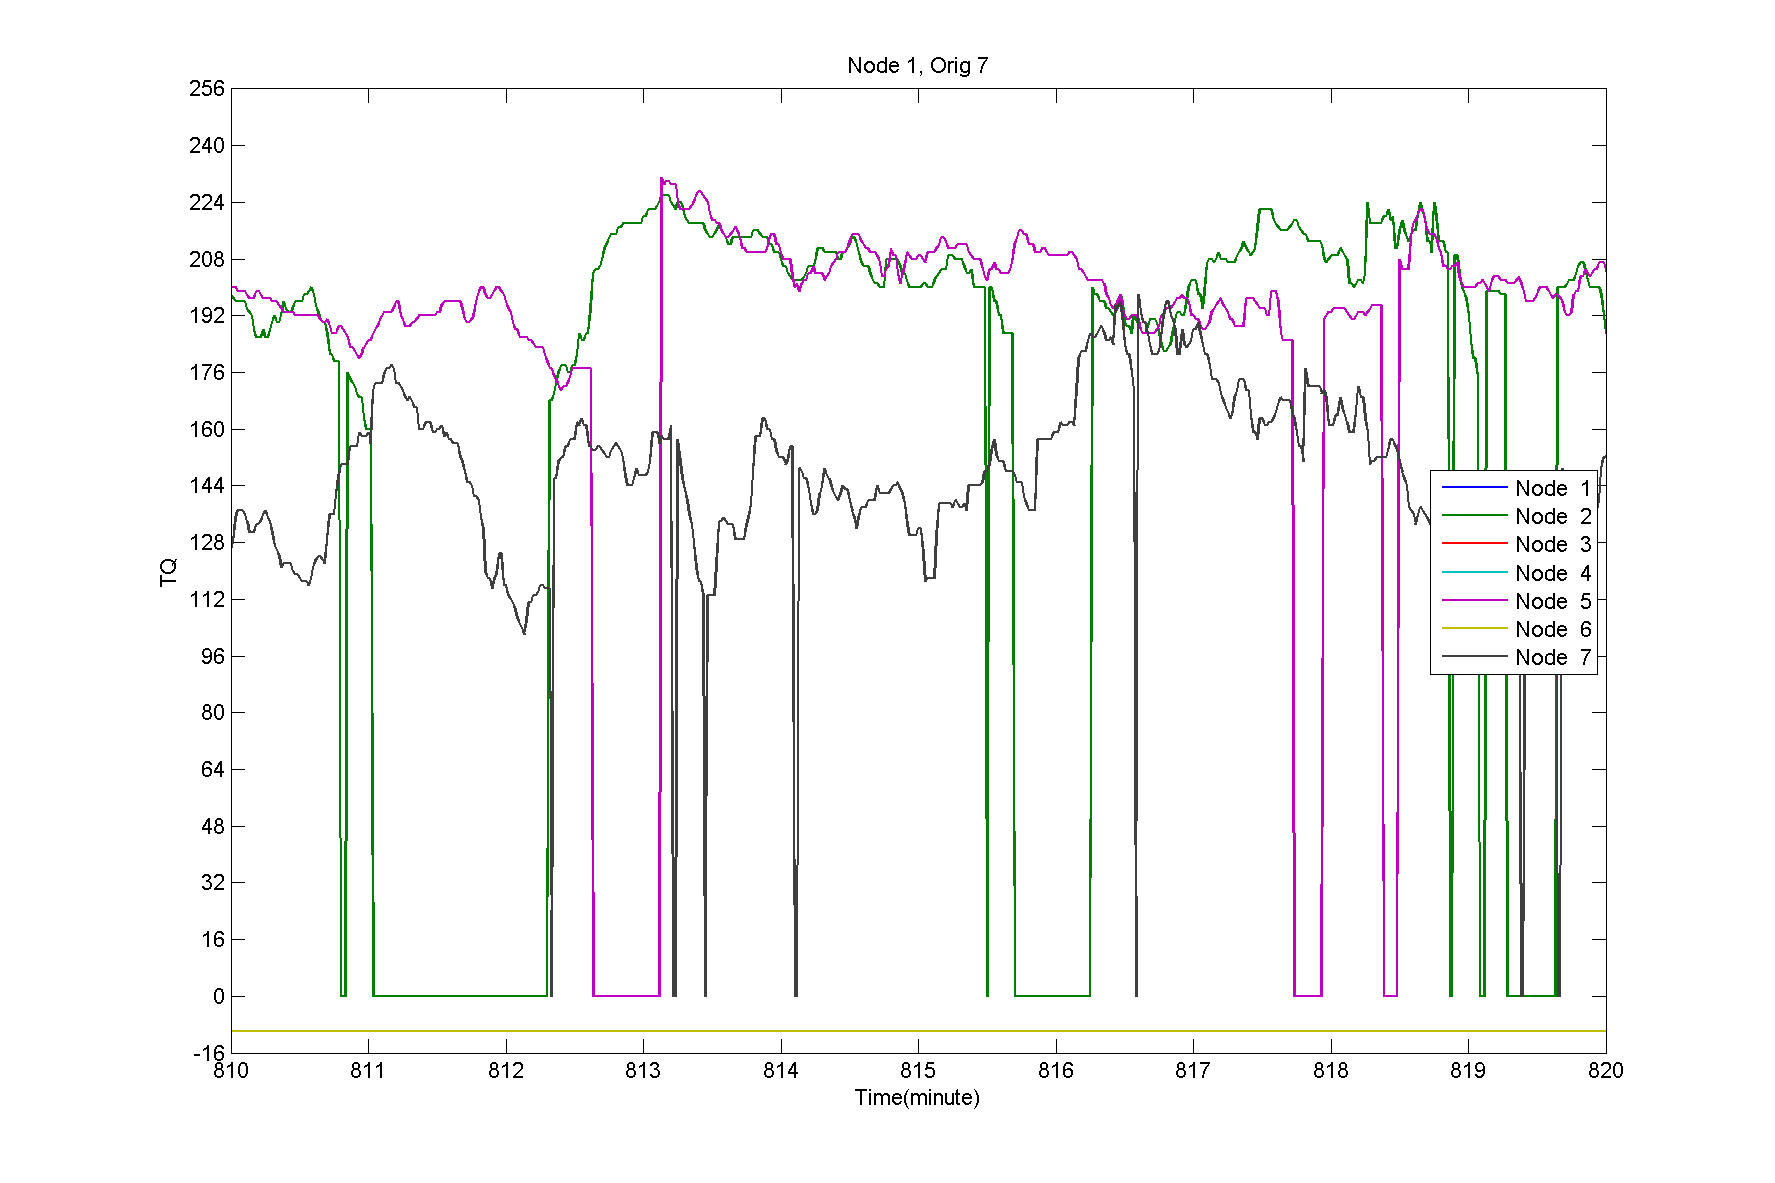 Node 1, Orig 7
256
240
224
208
192
176
160
144
128
112
96
80
64
48
32
16
0
-16
TQ
Node 1
Node 2
Node 3
Node 4
Node 5
Node 6
Node 7
810 811 812 813 814 815 816 817 818 819 820
Time(minute)